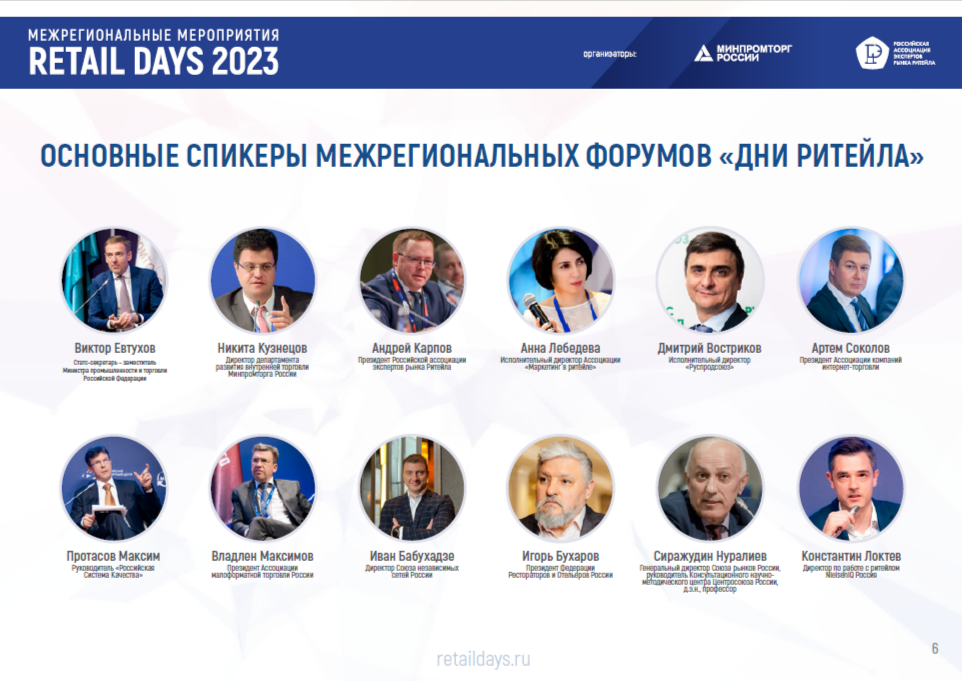 МЕЖРЕГИОНАЛЬНЫЕ МЕРОПРИЯТИЯ
RETAIL DAYS 2023
организаторы:
МИНПРОМТОРГ
РОССИИ
РОССИЙСКАЯ
АССОЦИАЦИЯ
ЭКСПЕРТОВ
РЫНКА РИТЕЙЛА
ОСНОВНЫЕ СПИКЕРЫ МЕЖРЕГИОНАЛЬНЫХ ФОРУМОВ «ДНИ РИТЕЙЛА»
Виктор Евтухов
Статс-секретарь – заместитель
Министра промышленности и торговли
Российской Федерации
Никита Кузнецов
Директор департамента
развития внутренней торговли
Минпромторга России
Андрей Карпов
Президент Российской ассоциации
экспертов рынка Ритейла
Анна Лебедева
Исполнительный директор Ассоциации
«Маркетинг в ритейле»
Дмитрий Востриков
Исполнительный директор
«Руспродсоюз»
Артем Соколов
Президент Ассоциации компаний
интернет-торговли
Протасов Максим
Руководитель «Российская
Система Качества»
Владлен Максимов
Президент Ассоциации
малоформатной торговли России
Иван Бабухадзе
Директор Союза независимых
сетей России
Игорь Бухаров
Президент Федерации
Рестораторов и Отельеров России
Сиражудин Нуралиев
Генеральный директор Союза рынков России,
руководитель Консультационного научно-
методического центра Центросоюза России,
д.э.н., профессор
Константин Локтев
Директор по работе с ритейлом
NielsenIQ Россия
retaildays.ru
6